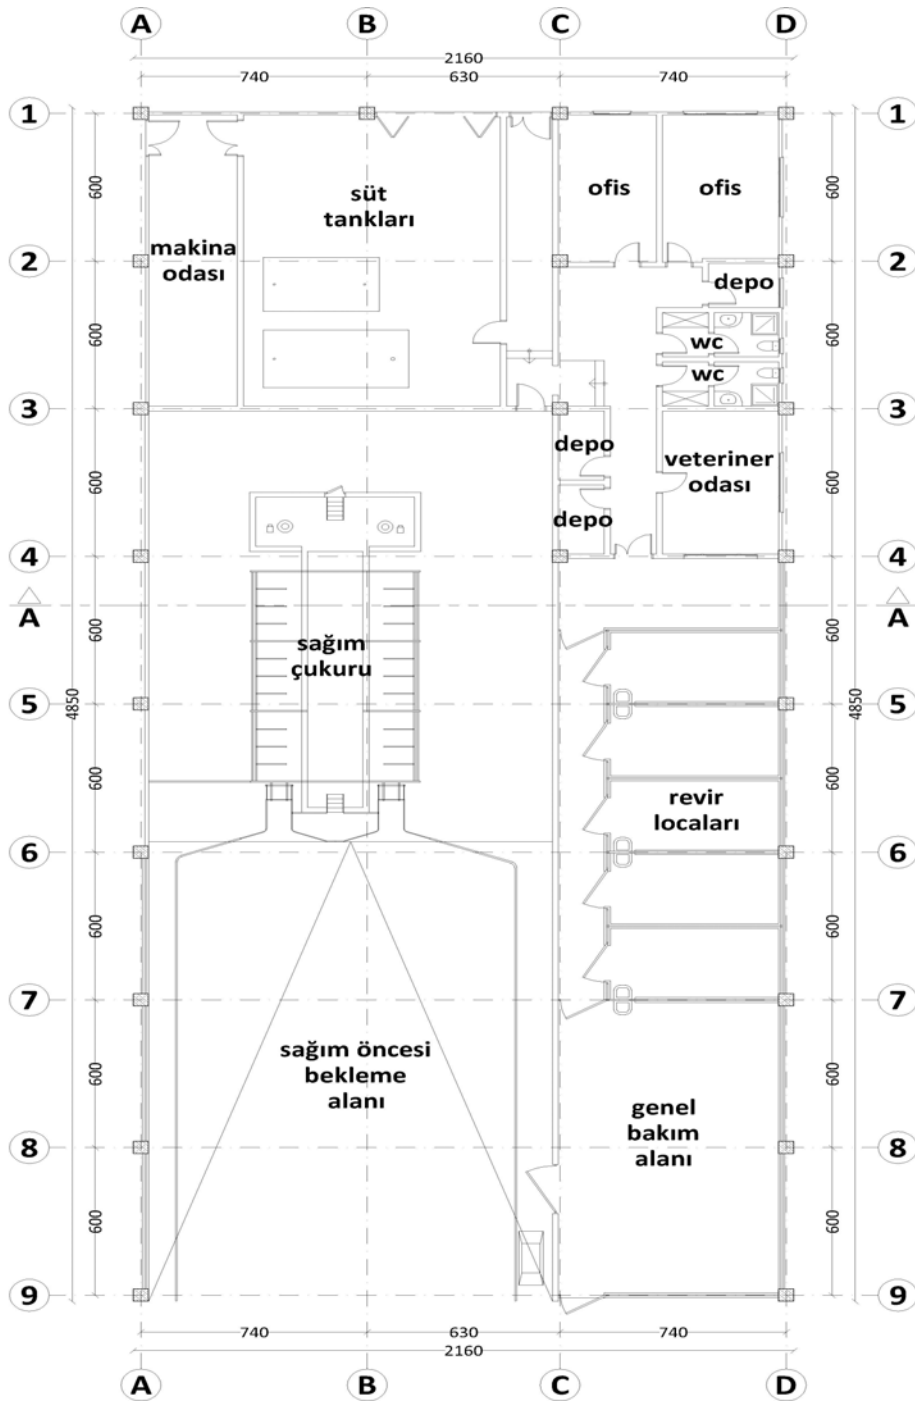 A B C D
2160
740 630 740
1 1
600 600
ofis ofis
süt
tankları
makina
odası
2 2
depo
600 600
wc
wc
3 3
depo
veteriner
odası
600 600
depo
4 4
A A
600 600
sağım
çukuru
5 5
4850 4850
600 600
revir
locaları
6 6
600 600
7 7
sağım öncesi
bekleme
alanı
600 600
genel
bakım
alanı
8 8
600 600
9 9
740 630 740
2160
A B C D